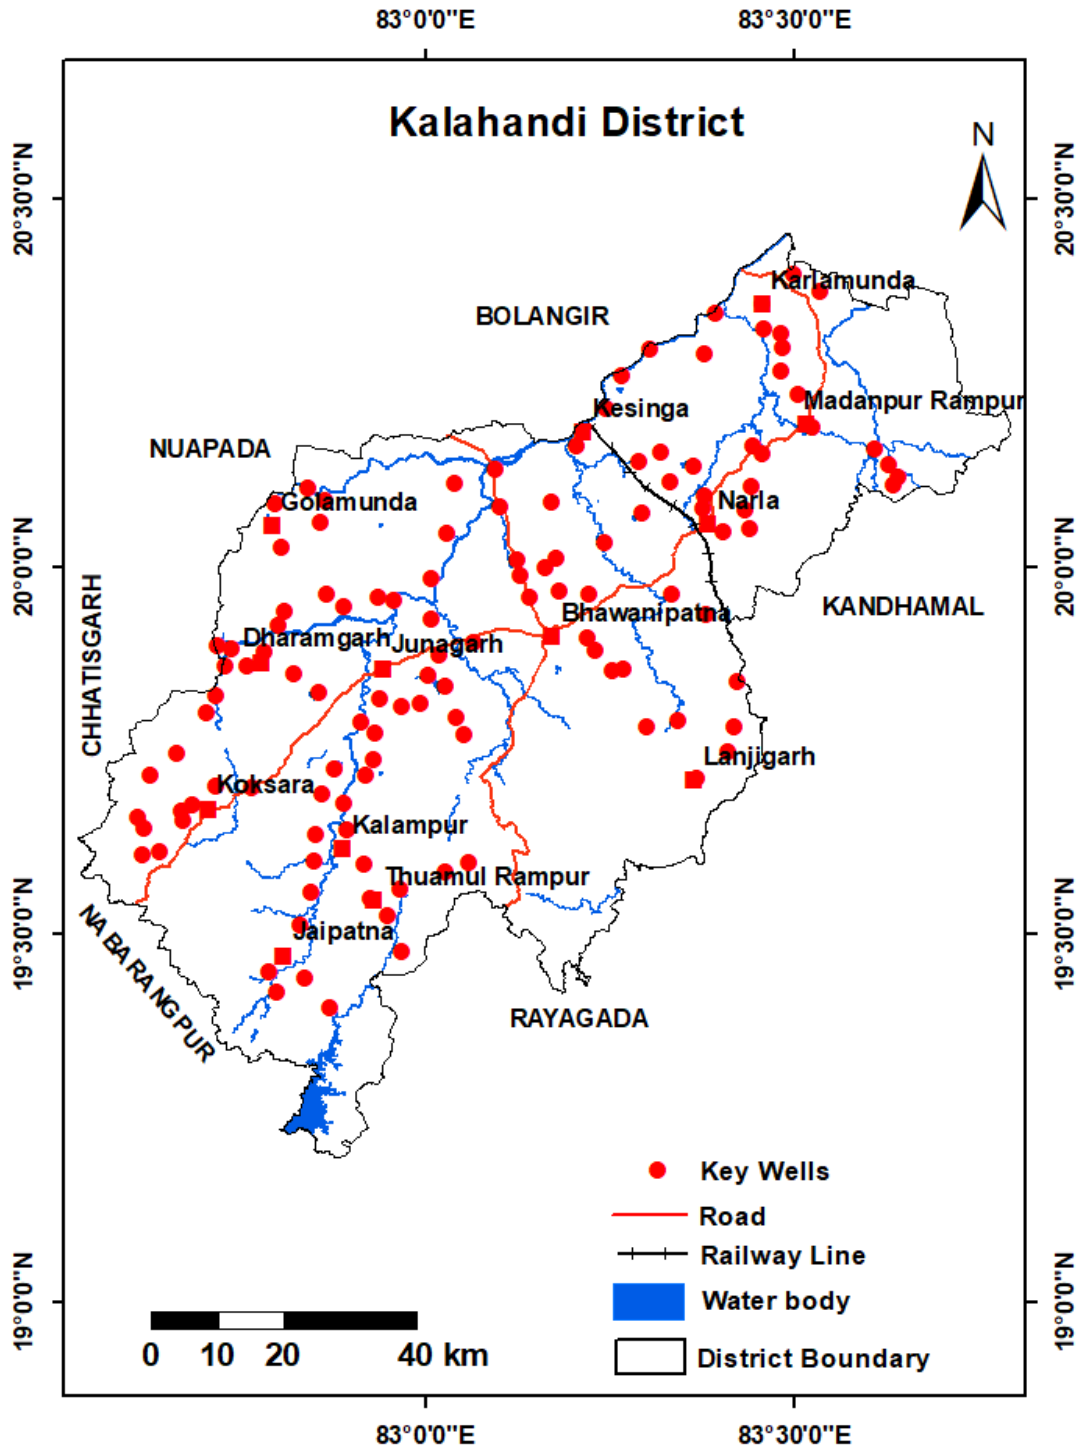 83°0'0"E 83°30'0"E
Kalahandi District
N
20°30'0"N 20°30'0"N
Karlamunda
BOLANGIR
Madanpur Rampur
Kesinga
NUAPADA
Golamunda
Narla
20°0'0"N 20°0'0"N
KANDHAMAL
Bhawanipatna
Dharamgarh
Junagarh
CHHATISGARH
Lanjigarh
Koksara
Kalampur
Thuamul Rampur
Jaipatna
19°30'0"N 19°30'0"N
NABARANGPUR
RAYAGADA
Key Wells
Road
Railway Line
Water body
District Boundary
19°0'0"N 19°0'0"N
0 10 20 40 km
83°0'0"E 83°30'0"E